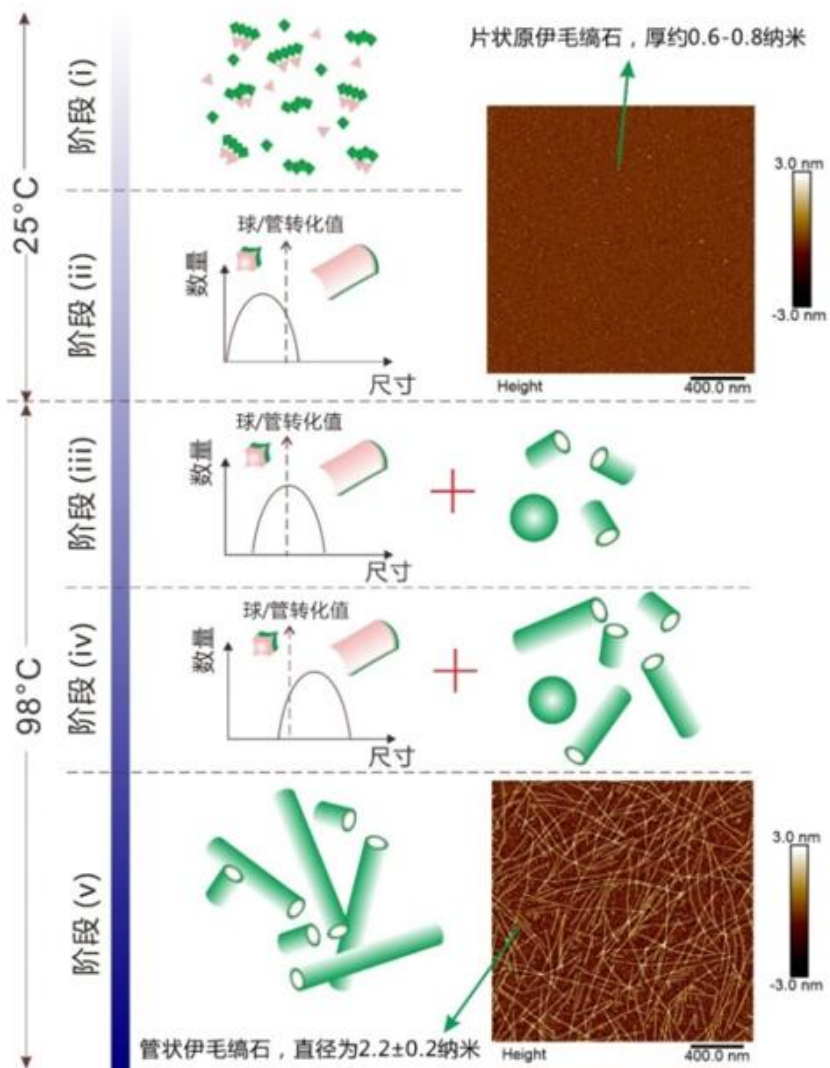 25°C
阶段 (i)
片状原伊毛缟石，厚约0.6-0.8纳米
3.0 nm
-3.0 nm
Height
400.0 nm
阶段 (ii)
球/管转化值
数量
尺寸
98°C
阶段 (iii)
球/管转化值
数量
尺寸
阶段 (iv)
球/管转化值
数量
尺寸
阶段 (v)
3.0 nm
-3.0 nm
管状伊毛缟石，直径为2.2±0.2纳米
Height
400.0 nm